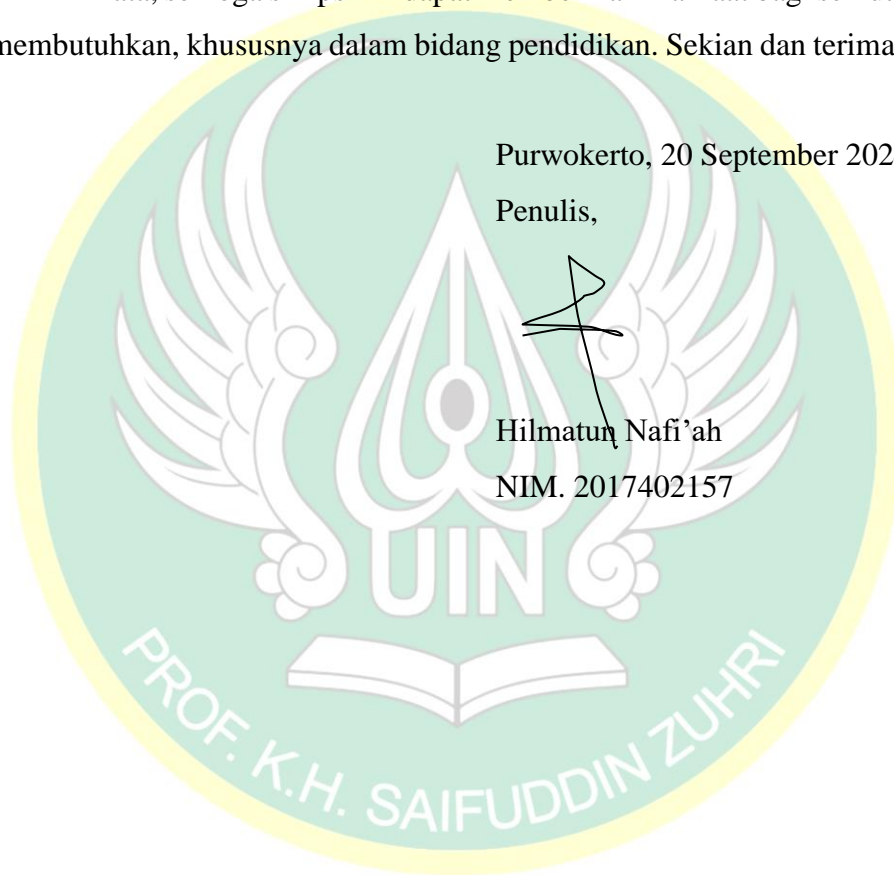 membutuhkan, khususnya dalam bidang pendidikan. Sekian dan terima
Purwokerto, 20 September 202
Penulis,
Hilmatun Nafi’ah
NIM. 2017402157
UIN
PROF. K.H. SAIFUDDIN ZUHRI